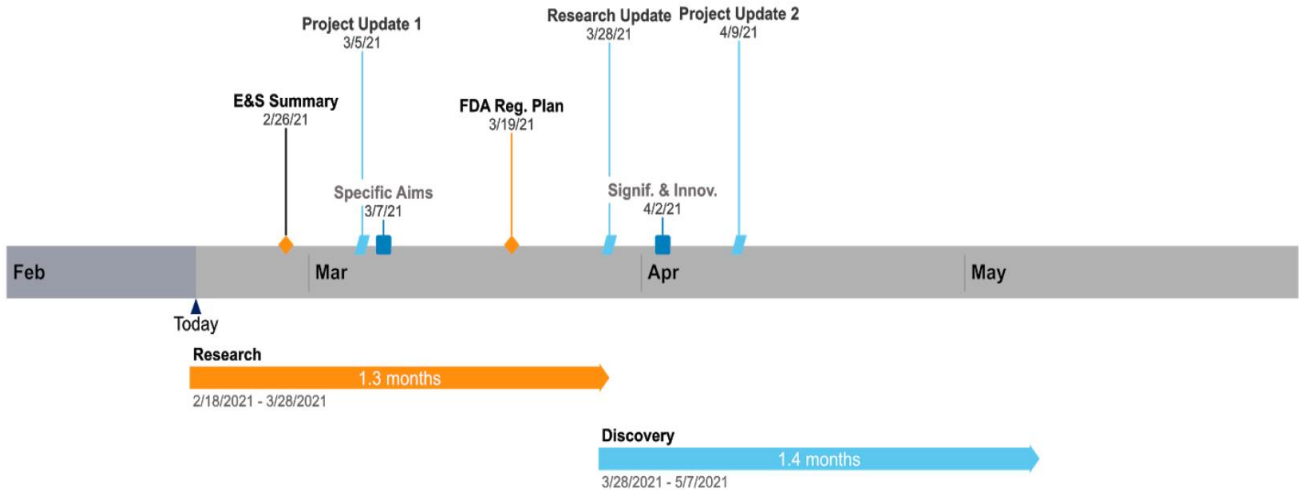 Project Update 1
3/5/21
Research Update
3/28/21
Project Update 2
4/9/21
E&S Summary
2/26/21
FDA Reg. Plan
3/19/21
Specific Aims
3/7/21
Signif. & Innov.
4/2/21
Feb
Mar
Apr
May
Today
Research
1.3 months
2/18/2021 - 3/28/2021
Discovery
1.4 months
3/28/2021 - 5/7/2021